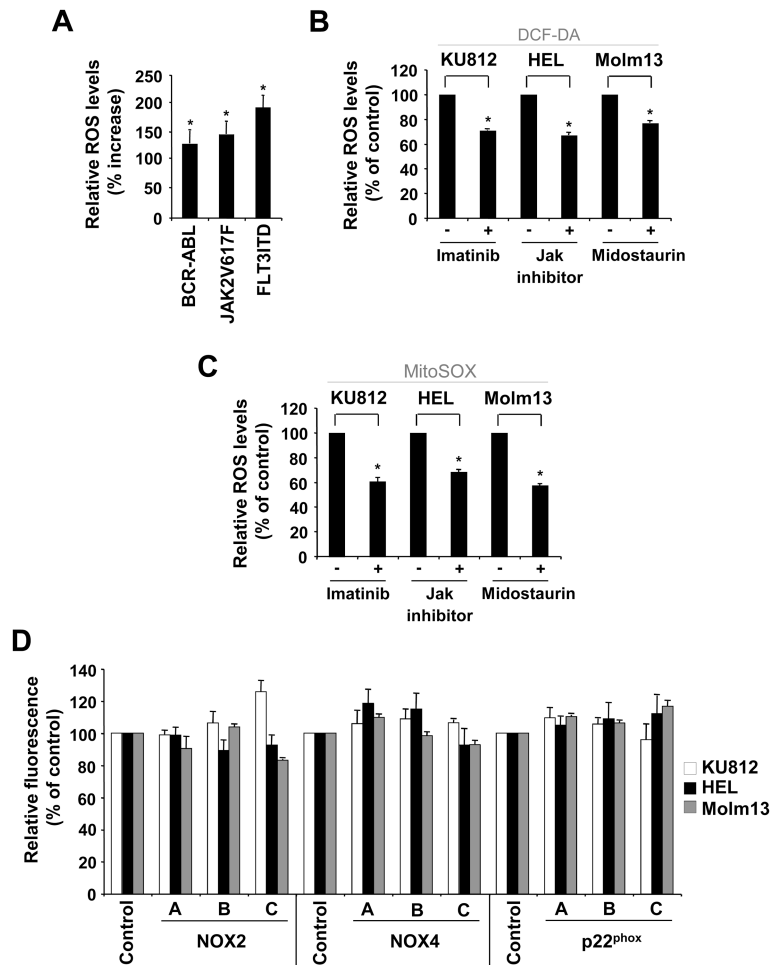 A
Relative ROS levels
(% increase)
250
200
150
100
50
0
*
*
*
BCR-ABL
JAK2V617F
FLT3ITD
B
DCF-DA
KU812 HEL Molm13
Relative ROS levels
(% of control)
120
100
80
60
40
20
0
*
*
*
- + - + - +
Imatinib Jak Midostaurin
inhibitor
C
MitoSOX
KU812 HEL Molm13
Relative ROS levels
(% of control)
120
100
80
60
40
20
0
*
*
*
- + - + - +
Imatinib Jak Midostaurin
inhibitor
D
Relative fluorescence
(% of control)
140
120
100
80
60
40
20
0
KU812
HEL
Molm13
Control A B C Control A B C Control A B C
NOX2 NOX4 p22phox